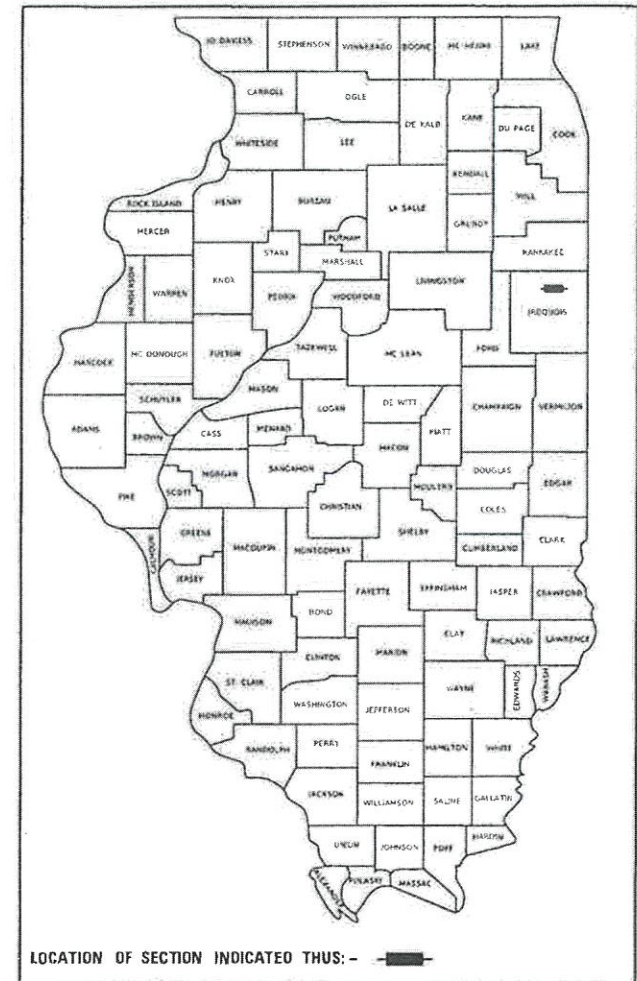 JO DAVIESS STEPHENSON WINNEBAGO BOONE MC HENRY LAKE
CARROLL OGLE DE KALB KANE DU PAGE COOK
WHITESIDE LEE KENDALL WILL
ROCK ISLAND HENRY BUREAU LA SALLE GRUNDY
MERCER STARK PUTNAM MARSHALL KANKAKEE
HENDERSON WARREN KNOX PEORIA WOODFORD LIVINGSTON IROQUOIS
HANCOCK MC DONOUGH FULTON TAZEWELL MC LEAN FORD
SCHUYLER MASON LOGAN DE WITT CHAMPAIGN VERMILION
ADAMS BROWN CASS MENARD MACON PIATT
PIKE SCOTT MORGAN SANGAMON CHRISTIAN MOULTRIE DOUGLAS EDGAR
COLES
CALHOUN GREENE MACOUPIN MONTGOMERY SHELBY CUMBERLAND CLARK
JERSEY FAYETTE EFFINGHAM JASPER CRAWFORD
MADISON BOND CLAY RICHLAND LAWRENCE
CLINTON MARION
ST. CLAIR WASHINGTON JEFFERSON WAYNE EDWARDS WABASH
MONROE
RANDOLPH PERRY FRANKLIN HAMILTON WHITE
JACKSON WILLIAMSON SALINE GALLATIN
UNION JOHNSON POPE HARDIN
ALEXANDER PULASKI MASSAC
LOCATION OF SECTION INDICATED THUS:-